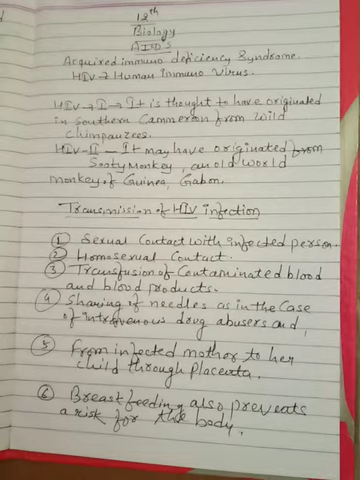 12th
Biology
AIDS
Acquired immuno deficiency Syndrome.
HIV → Human immuno virus.
HIV → I → It is thought to have originated
in Southern Cammeroon from wild
Chimpanzees.
HIV - II - It may have originated from
Sooty Monkey, an old world
monkey of Guinea, Gabon.
Transmission of HIV infection
① Sexual Contact with infected person.
② Homosexual Contact.
③ Transfusion of Contaminated blood
and blood products.
④ Sharing of needles as in the Case
of intravenous drug abusers and,
⑤ From infected mother to her
child through Placenta.
⑥ Breast feeding also prevents
a risk for the body.